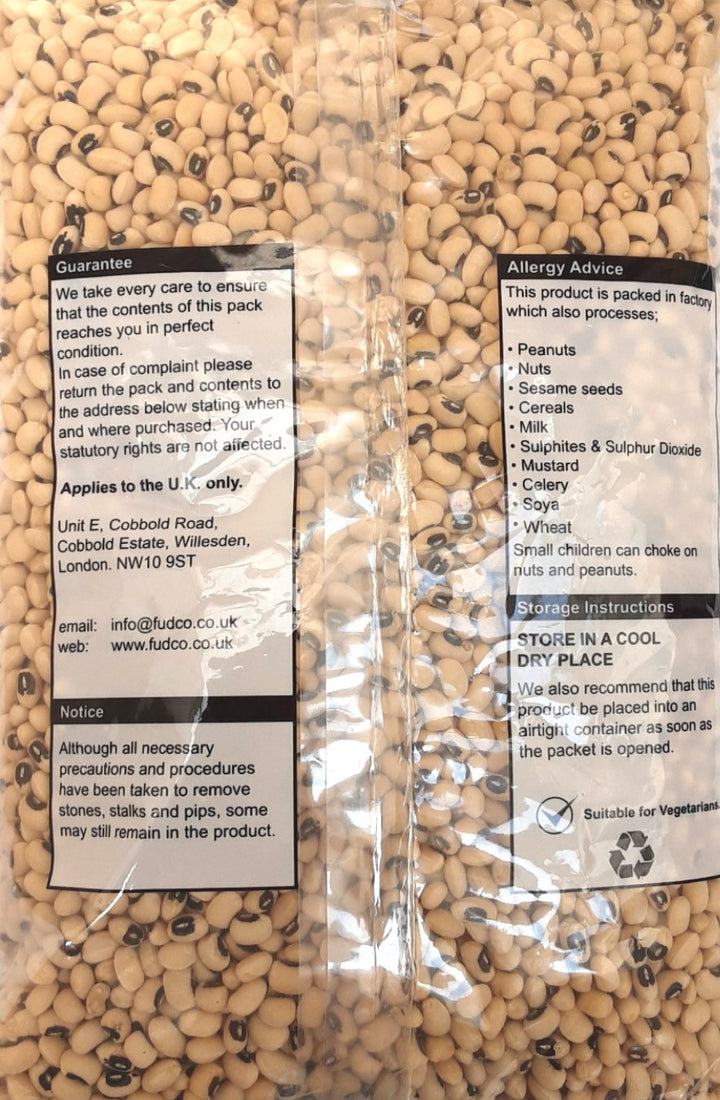 Guarantee
We take every care to ensure
that the contents of this pack
reaches you in perfect
condition.
In case of complaint please
return the pack and contents to
the address below stating when
and where purchased. Your
statutory rights are not affected.
Applies to the U.K. only.
Unit E, Cobbold Road,
Cobbold Estate, Willesden,
London. NW10 9ST
email: info@fudco.co.uk
web: www.fudco.co.uk
Notice
Although all necessary
precautions and procedures
have been taken to remove
stones, stalks and pips, some
may still remain in the product.
Allergy Advice
This product is packed in factory
which also processes;
• Peanuts
• Nuts
• Sesame seeds
• Cereals
• Milk
• Sulphites & Sulphur Dioxide
• Mustard
• Celery
• Soya
• Wheat
Small children can choke on
nuts and peanuts.
Storage Instructions
STORE IN A COOL
DRY PLACE
We also recommend that this
product be placed into an
airtight container as soon as
the packet is opened.
Suitable for Vegetarians.